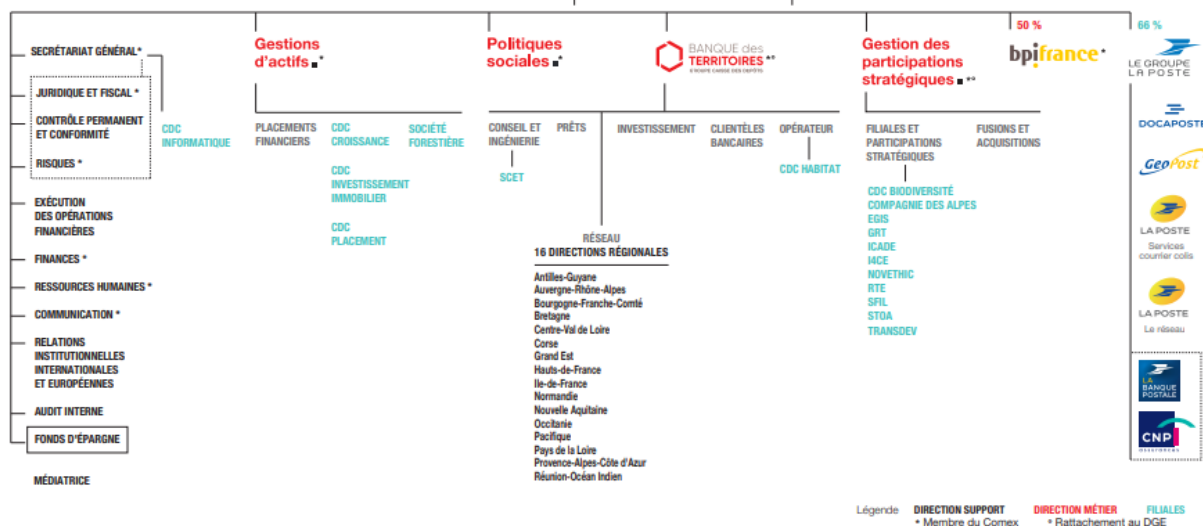 50 %
66 %
SECRÉTARIAT GÉNÉRAL*
JURIDIQUE ET FISCAL *
CONTRÔLE PERMANENT
ET CONFORMITÉ
RISQUES *
CDC
INFORMATIQUE
EXÉCUTION
DES OPÉRATIONS
FINANCIÈRES
FINANCES *
RESSOURCES HUMAINES *
COMMUNICATION *
RELATIONS
INSTITUTIONNELLES
INTERNATIONALES
ET EUROPÉENNES
AUDIT INTERNE
FONDS D'ÉPARGNE
MÉDIATRICE
Gestions
d'actifs ■*
PLACEMENTS
FINANCIERS
CDC
CROISSANCE
CDC
INVESTISSEMENT
IMMOBILIER
CDC
PLACEMENT
SOCIÉTÉ
FORESTIÈRE
Politiques
sociales ■*
BANQUE des
TERRITOIRES *°
GROUPE CAISSE DES DÉPÔTS
CONSEIL ET
INGÉNIERIE
SCET
PRÊTS
INVESTISSEMENT
CLIENTÈLES
BANCAIRES
OPÉRATEUR
CDC HABITAT
RÉSEAU
16 DIRECTIONS RÉGIONALES
Antilles-Guyane
Auvergne-Rhône-Alpes
Bourgogne-Franche-Comté
Bretagne
Centre-Val de Loire
Corse
Grand Est
Hauts-de-France
Ile-de-France
Normandie
Nouvelle Aquitaine
Occitanie
Pacifique
Pays de la Loire
Provence-Alpes-Côte d'Azur
Réunion-Océan Indien
Gestion des
participations
stratégiques ■ *°
FILIALES ET
PARTICIPATIONS
STRATÉGIQUES
CDC BIODIVERSITÉ
COMPAGNIE DES ALPES
EGIS
GRT
ICADE
I4CE
NOVETHIC
RTE
SFIL
STOA
TRANSDEV
FUSIONS ET
ACQUISITIONS
bpifrance *
LE GROUPE
LA POSTE
DOCAPOSTE
GeoPost
LA POSTE
Services
courrier colis
LA POSTE
Le réseau
LA
BANQUE
POSTALE
CNP
assurances
Légende DIRECTION SUPPORT DIRECTION MÉTIER FILIALES
* Membre du Comex ° Rattachement au DGE